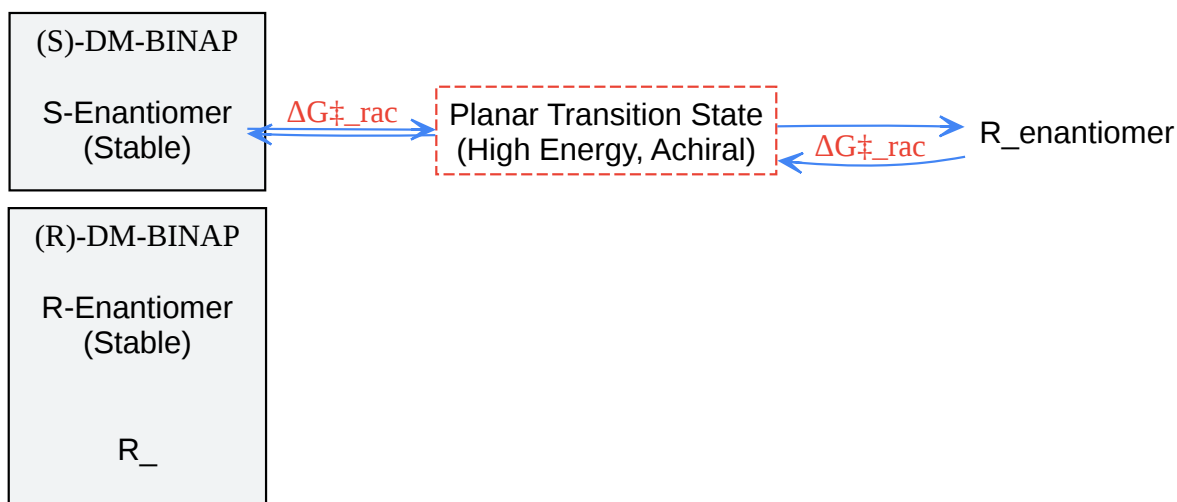 (S)-DM-BINAP
S-Enantiomer
(Stable)
ΔG‡_rac
Planar Transition State
(High Energy, Achiral)
ΔG‡_rac
R_enantiomer
(R)-DM-BINAP
R-Enantiomer
(Stable)
R_